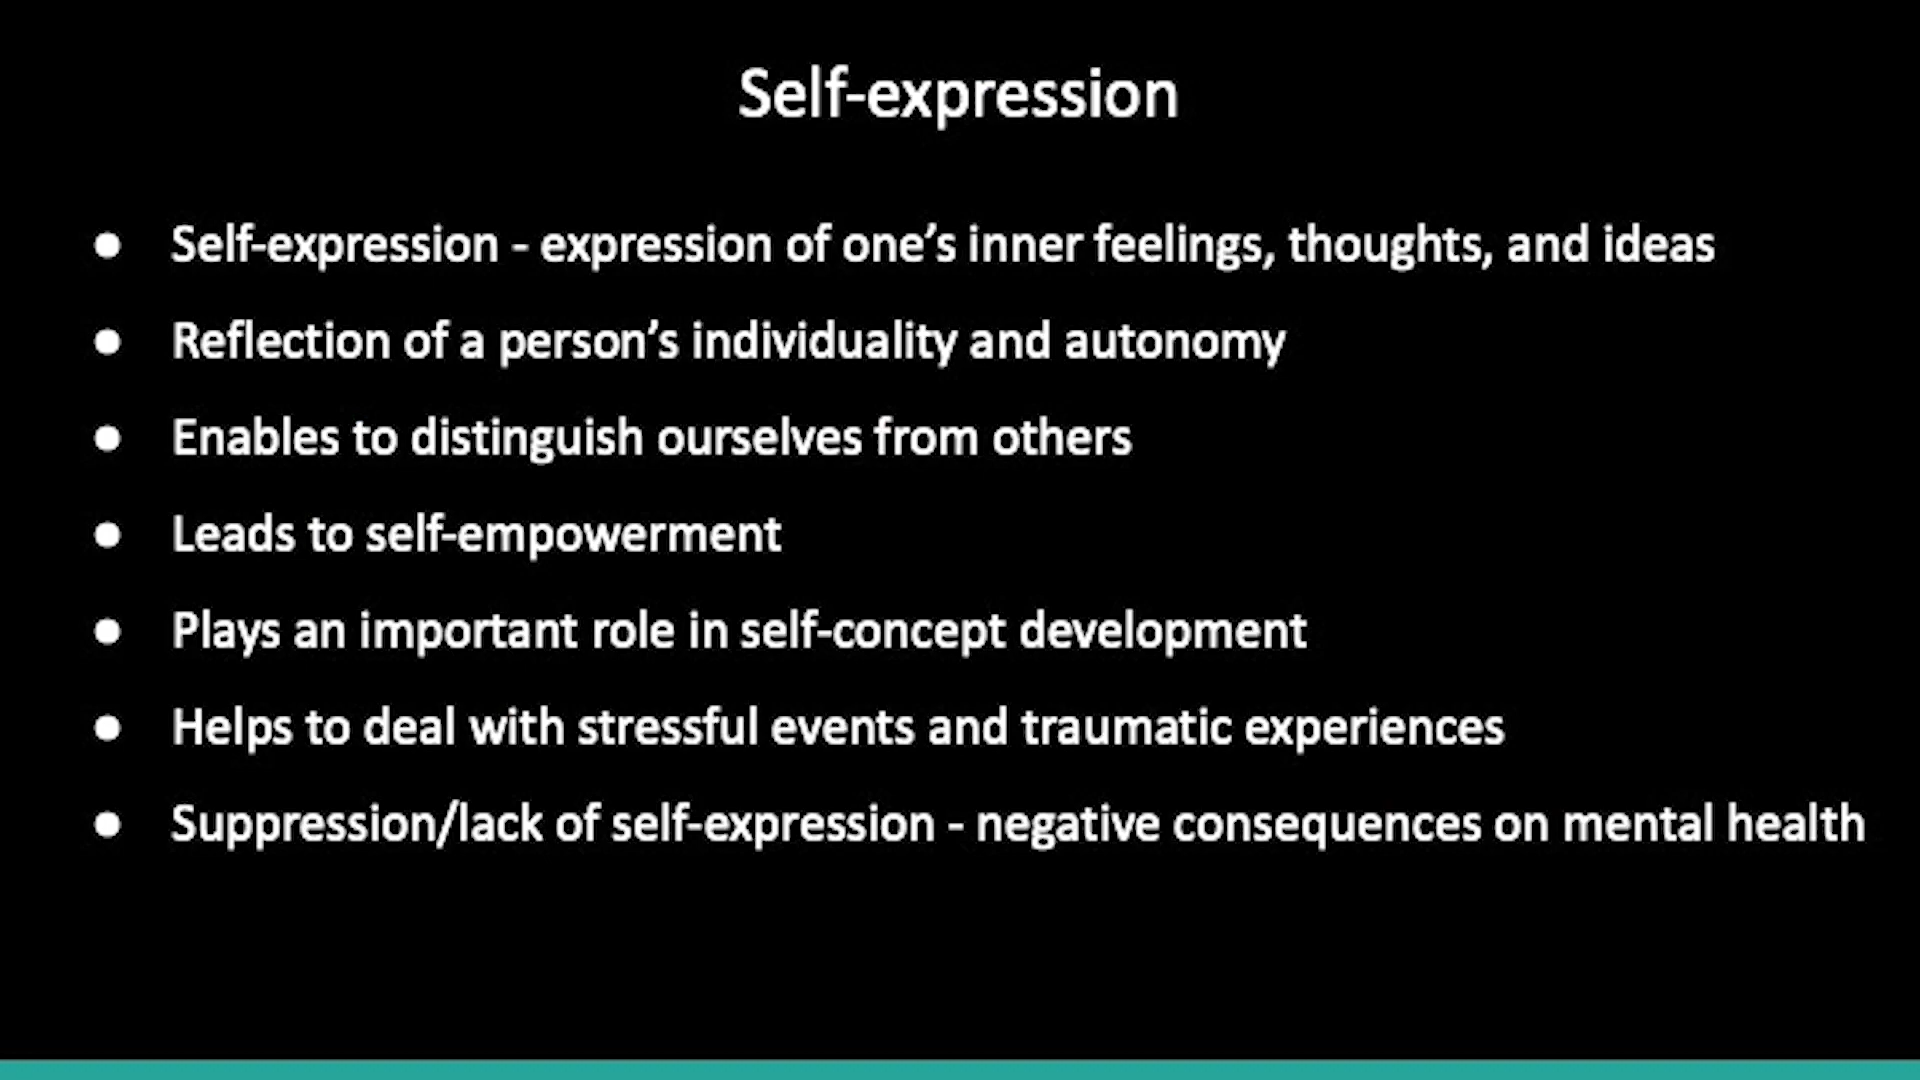 Self-expression
● Self-expression - expression of one’s inner feelings, thoughts, and ideas
● Reflection of a person’s individuality and autonomy
● Enables to distinguish ourselves from others
● Leads to self-empowerment
● Plays an important role in self-concept development
● Helps to deal with stressful events and traumatic experiences
● Suppression/lack of self-expression - negative consequences on mental health